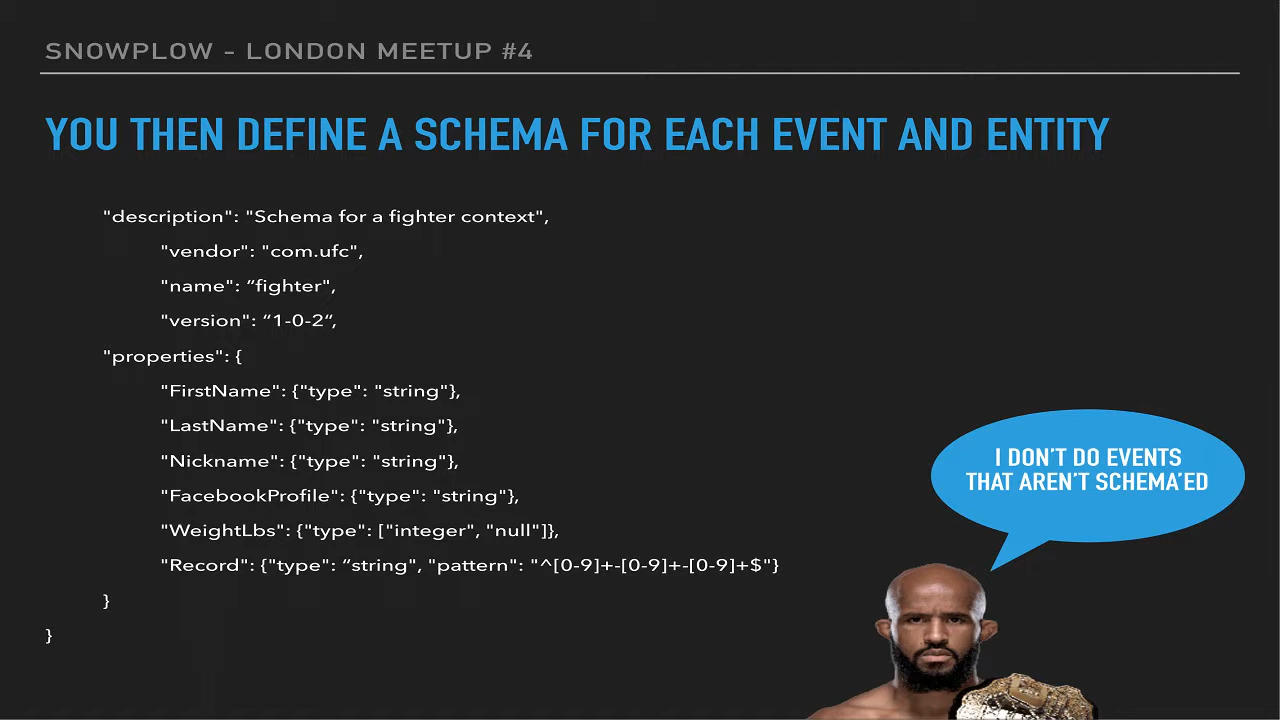 SNOWPLOW - LONDON MEETUP #4
YOU THEN DEFINE A SCHEMA FOR EACH EVENT AND ENTITY
"description": "Schema for a fighter context",
"vendor": "com.ufc",
"name": ”fighter",
"version": “1-0-2“,
"properties": {
"FirstName": {"type": "string"},
"LastName": {"type": "string"},
"Nickname": {"type": "string"},
"FacebookProfile": {"type": "string"},
"WeightLbs": {"type": ["integer", "null"]},
"Record": {"type": ”string", "pattern": "^[0-9]+-[0-9]+-[0-9]+$"}
}
}
I DON’T DO EVENTS
THAT AREN’T SCHEMA’ED